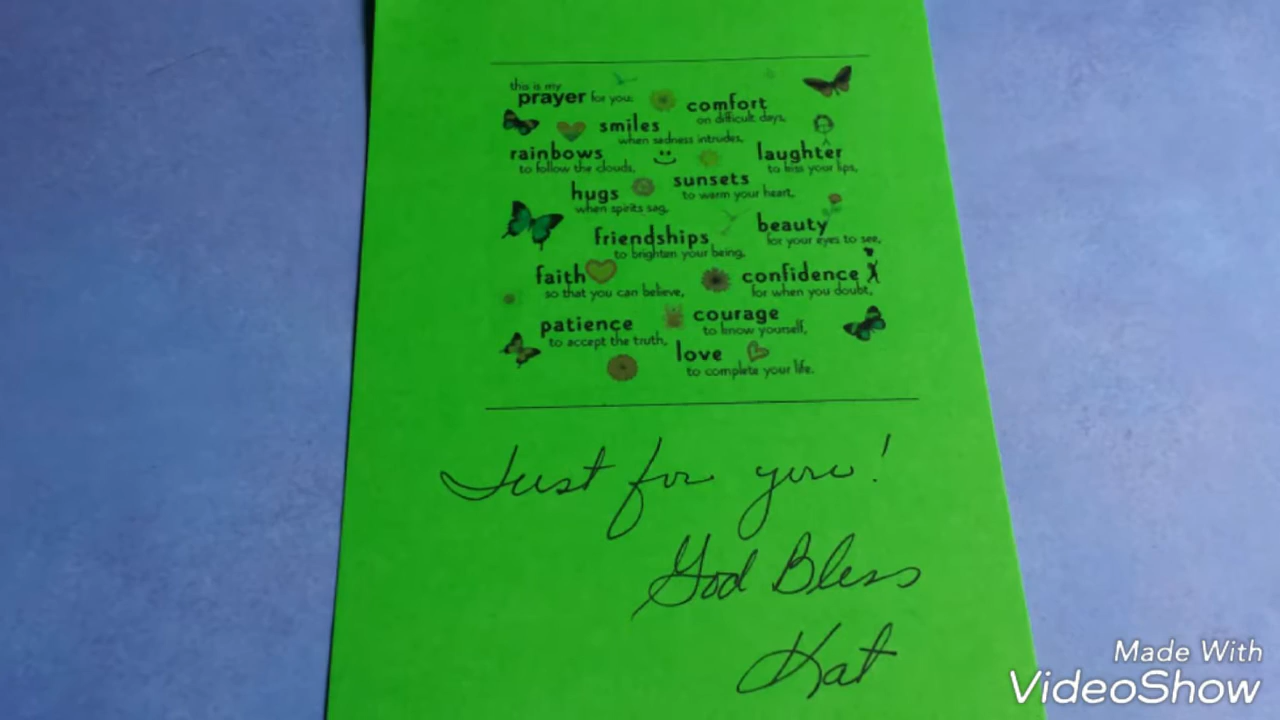 this is my
prayer for you:
comfort
on difficult days,
smiles
when sadness intrudes,
rainbows
to follow the clouds,
laughter
to kiss your lips,
sunsets
to warm your heart,
hugs
when spirits sag,
beauty
for your eyes to see,
friendships
to brighten your being,
faith
so that you can believe,
confidence
for when you doubt,
courage
to know yourself,
patience
to accept the truth,
love
to complete your life.
Just for you!
God Bless
Kat
Made With
VideoShow